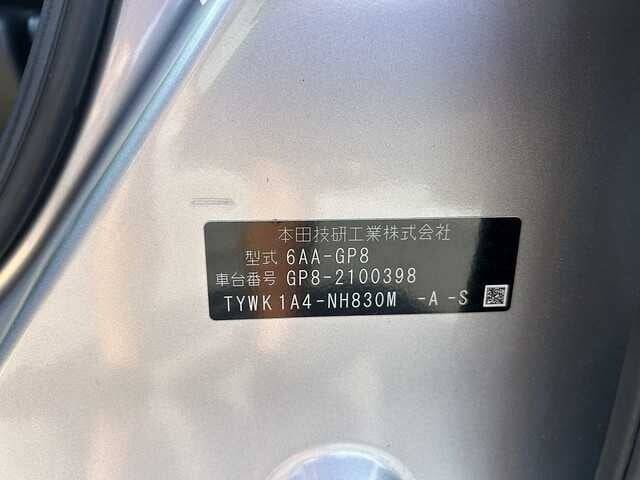 本田技研工業株式会社
型式 6AA-GP8
車台番号 GP8-2100398
TYWK1A4-NH830M -A -S